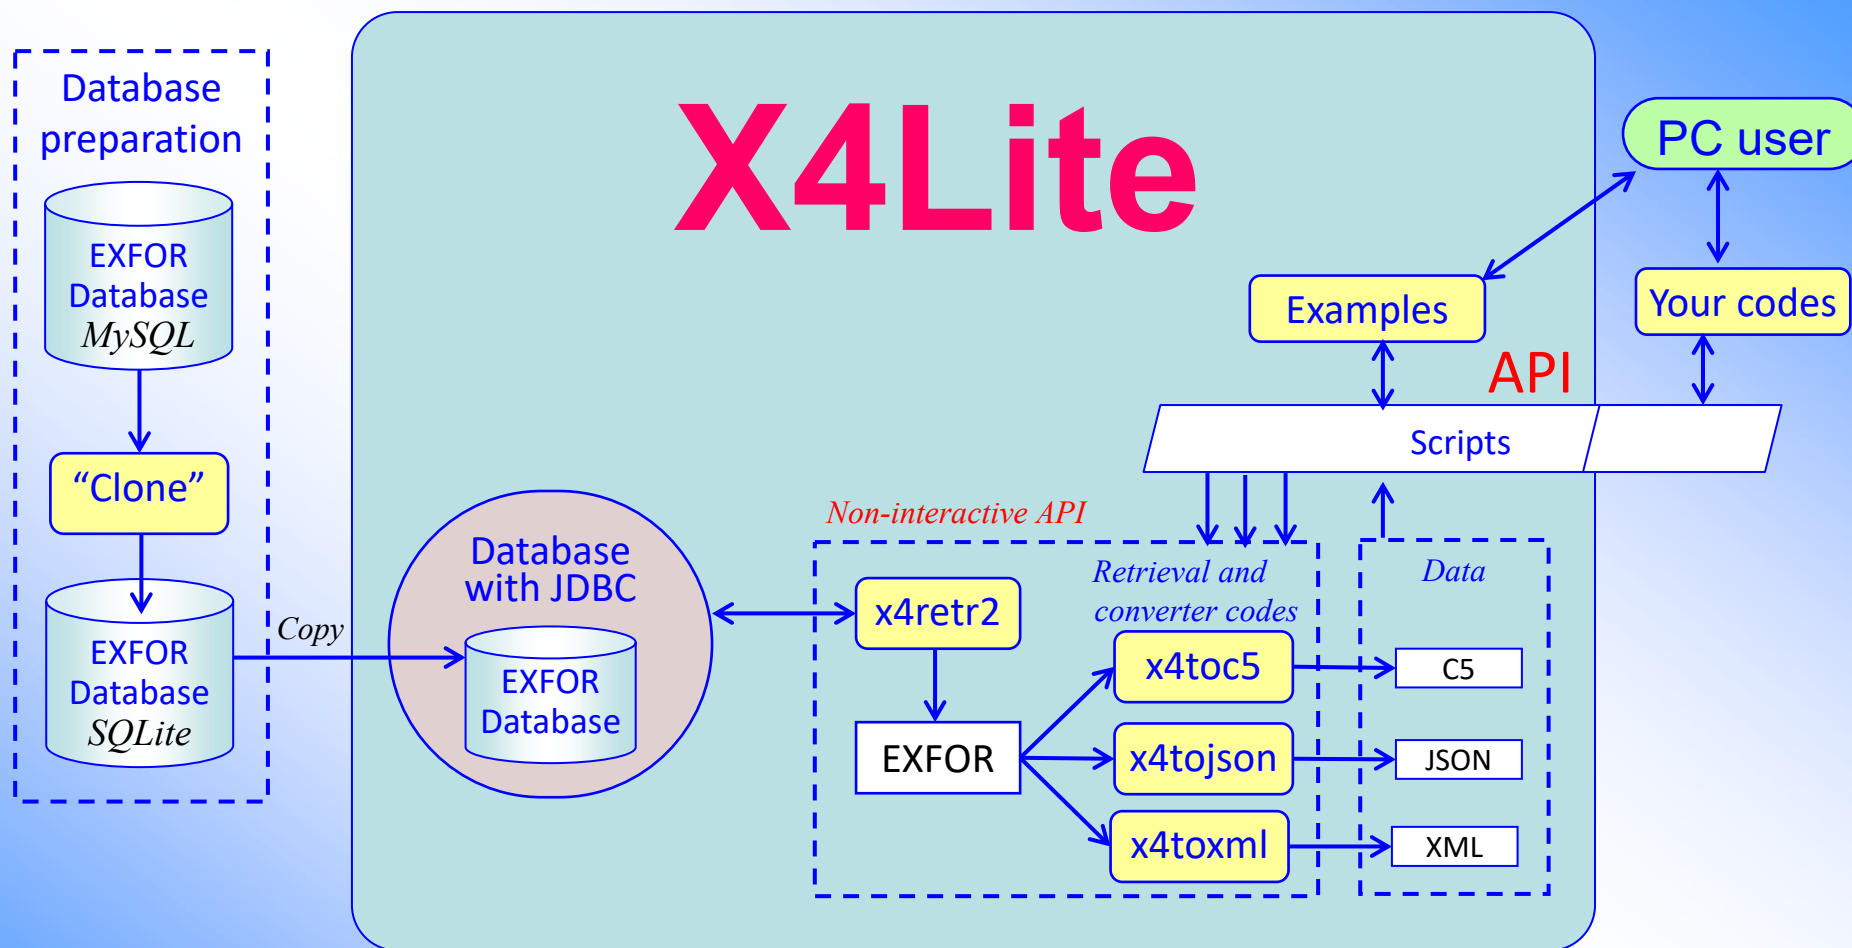 Database
preparation
EXFOR
Database
MySQL
“Clone”
EXFOR
Database
SQLite
Copy
X4Lite
Database
with JDBC
EXFOR
Database
Non-interactive API
x4retr2
EXFOR
Retrieval and
converter codes
x4toc5
x4tojson
x4toxml
Data
C5
JSON
XML
Examples
API
Scripts
PC user
Your codes